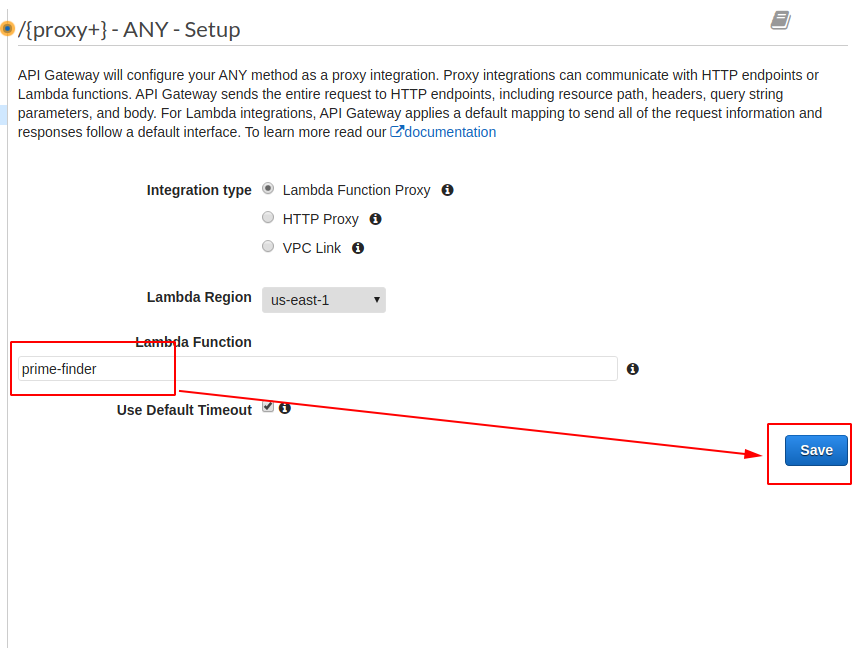 /{proxy+} - ANY - Setup
API Gateway will configure your ANY method as a proxy integration. Proxy integrations can communicate with HTTP endpoints or
Lambda functions. API Gateway sends the entire request to HTTP endpoints, including resource path, headers, query string
parameters, and body. For Lambda integrations, API Gateway applies a default mapping to send all of the request information and
responses follow a default interface. To learn more read our documentation
Integration type Lambda Function Proxy
HTTP Proxy
VPC Link
Lambda Region us-east-1
Lambda Function
prime-finder
Use Default Timeout
Save